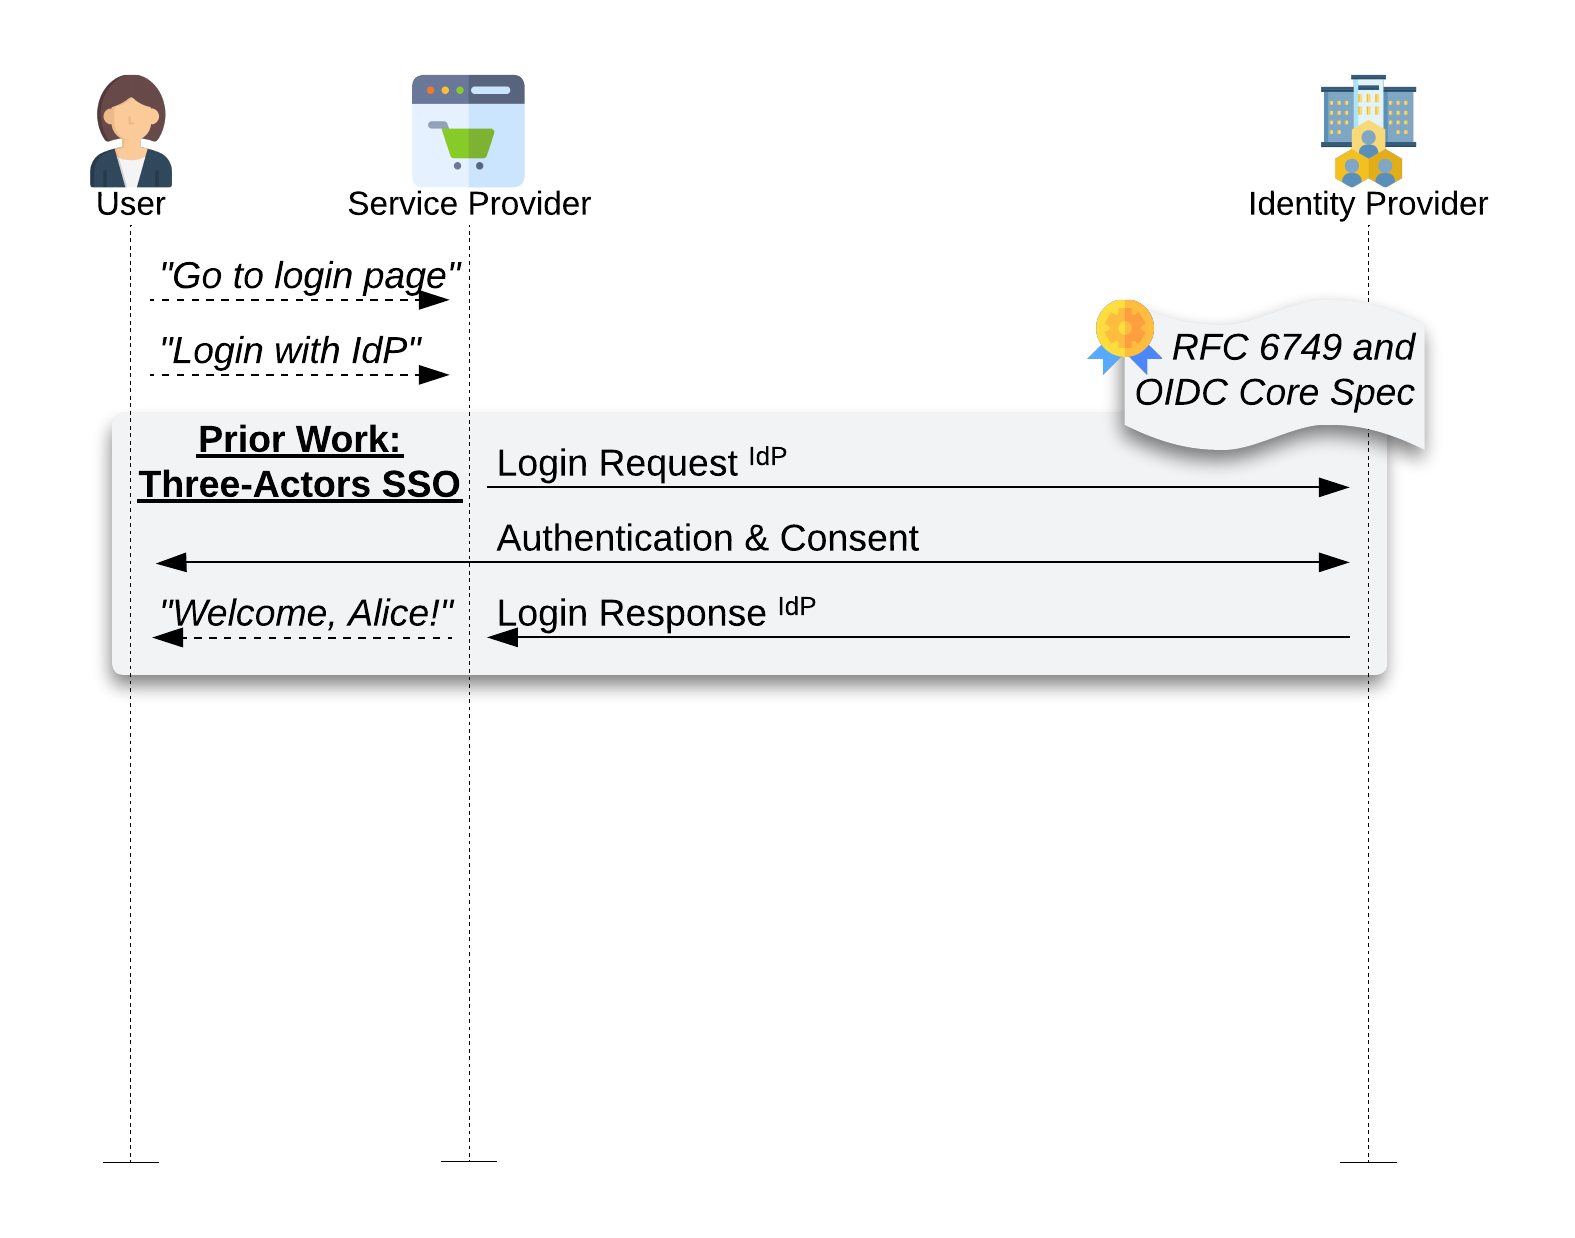 User
Service Provider
Identity Provider
"Go to login page"
"Login with IdP"
RFC 6749 and
OIDC Core Spec
Prior Work:
Three-Actors SSO
Login Request IdP
Authentication & Consent
"Welcome, Alice!"
Login Response IdP